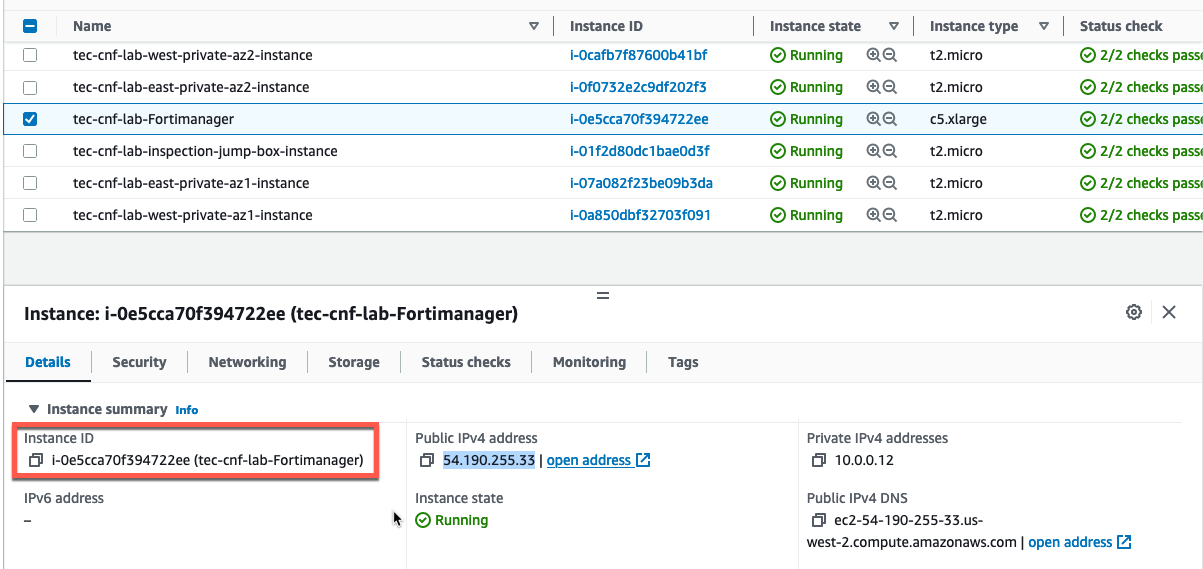 Name Instance ID Instance state Instance type Status check
tec-cnf-lab-west-private-az2-instance i-0cafb7f87600b41bf Running t2.micro 2/2 checks passe
tec-cnf-lab-east-private-az2-instance i-0f0732e2c9df202f3 Running t2.micro 2/2 checks passe
tec-cnf-lab-Fortimanager i-0e5cca70f394722ee Running c5.xlarge 2/2 checks passe
tec-cnf-lab-inspection-jump-box-instance i-01f2d80dc1bae0d3f Running t2.micro 2/2 checks passe
tec-cnf-lab-east-private-az1-instance i-07a082f23be09b3da Running t2.micro 2/2 checks passe
tec-cnf-lab-west-private-az1-instance i-0a850dbf32703f091 Running t2.micro 2/2 checks passe
Instance: i-0e5cca70f394722ee (tec-cnf-lab-Fortimanager)
Details Security Networking Storage Status checks Monitoring Tags
Instance summary Info
Instance ID
i-0e5cca70f394722ee (tec-cnf-lab-Fortimanager)
Public IPv4 address
54.190.255.33 | open address
Private IPv4 addresses
10.0.0.12
IPv6 address
–
Instance state
Running
Public IPv4 DNS
ec2-54-190-255-33.us-
west-2.compute.amazonaws.com | open address